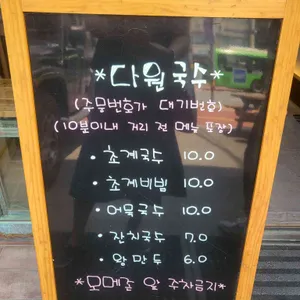 *다원국수*
(주문번호가 대기번호)
(10분이내 거리 전 메뉴 포장)
• 초계국수 10.0
• 초계비빔 10.0
• 어묵국수 10.0
• 잔치국수 7.0
• 왕만두 6.0
*모메존 앞 주차금지*